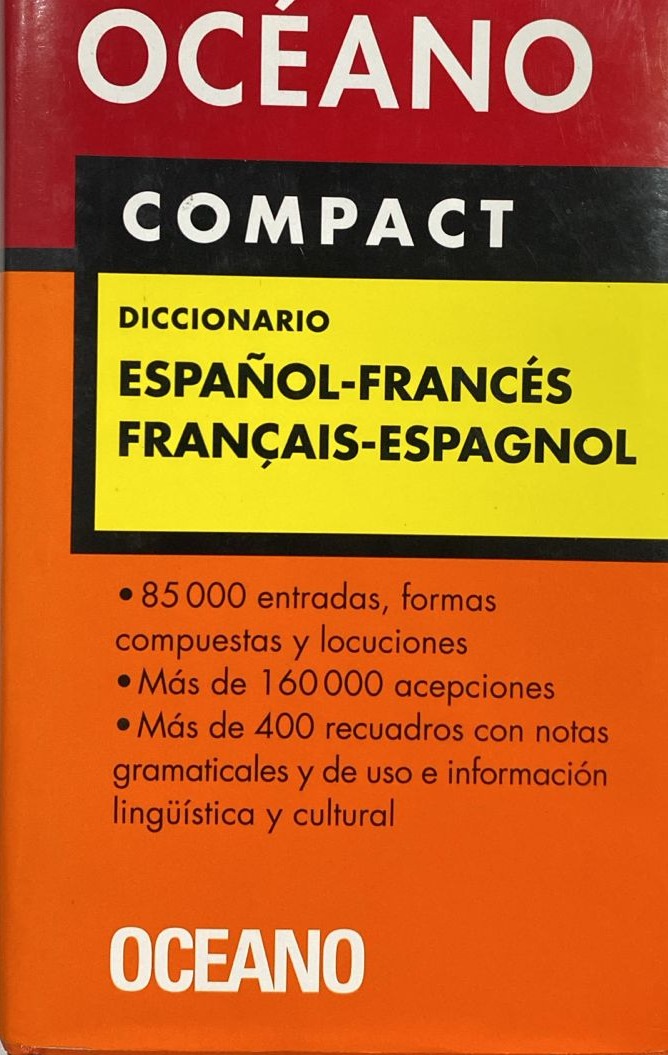 OCÉANO
COMPACT
DICCIONARIO
ESPAÑOL-FRANCÉS
FRANÇAIS-ESPAGNOL
• 85 000 entradas, formas
compuestas y locuciones
• Más de 160 000 acepciones
• Más de 400 recuadros con notas
gramaticales y de uso e información
lingüística y cultural
OCEANO